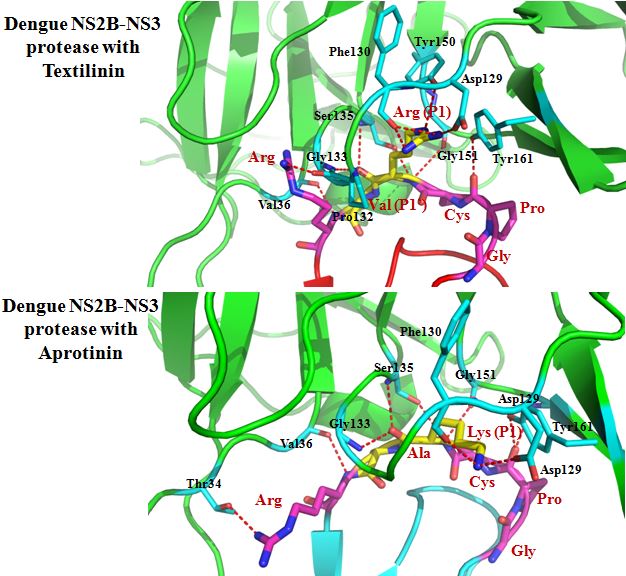 Dengue NS2B-NS3
protease with
Textilinin
Phe130
Tyr150
Asp129
Ser135
Arg (P1)
Arg
Gly133
Gly151
Tyr161
Val36
Pro132
Val (P1')
Cys
Pro
Gly
Dengue NS2B-NS3
protease with
Aprotinin
Phe130
Ser135
Gly151
Asp129
Val36
Gly133
Lys (P1)
Tyr161
Ala
Thr34
Cys
Asp129
Arg
Pro
Gly